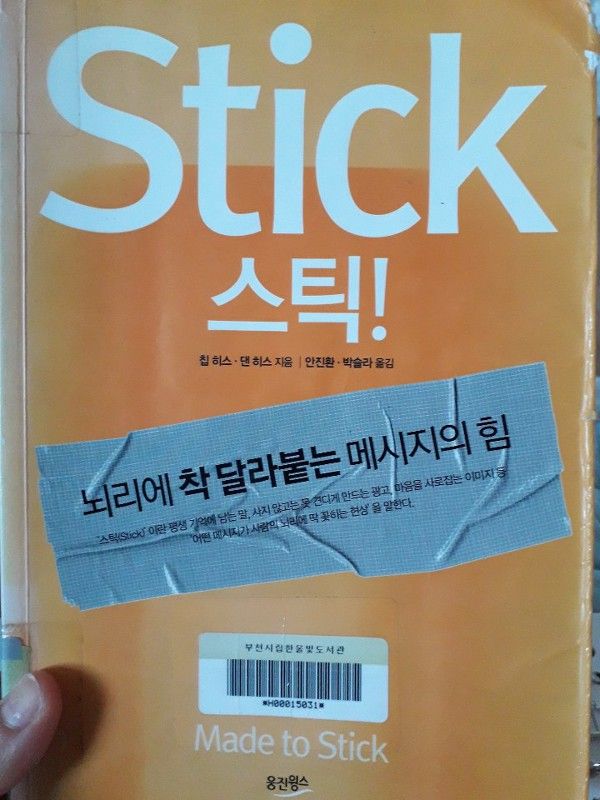 Stick
스틱!
칩 히스·댄 히스 지음 | 안진환·박슬라 옮김
뇌리에 착 달라붙는 메시지의 힘
'스틱(Stick)' 이란 평생 기억에 남는 말, 사지 않고는 못 견디게 만드는 광고, 마음을 사로잡는 이미지 등
어떤 메시지가 사람의 뇌리에 딱 꽂히는 현상'을 말한다.
부천시립한울빛도서관
*H00015031*
Made to Stick
웅진윙스